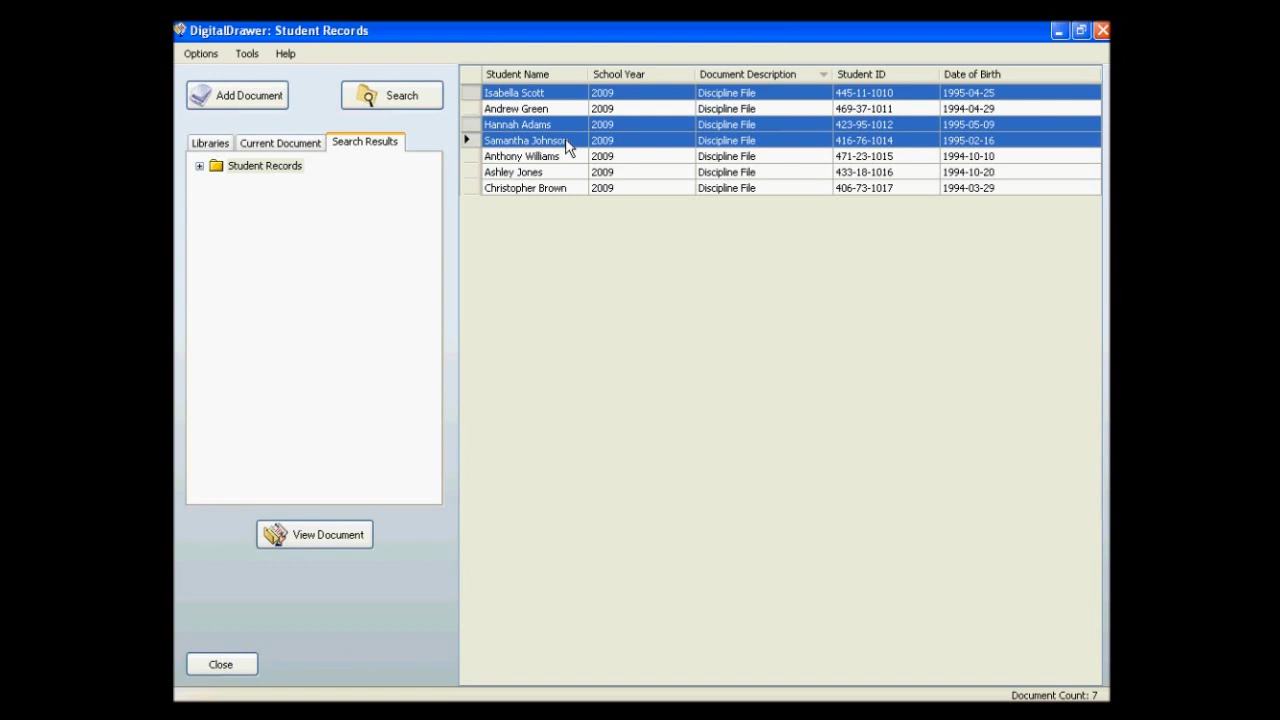 DigitalDrawer: Student Records
Options Tools Help
Add Document Search
Libraries Current Document Search Results
Student Records
View Document
Close
Student Name School Year Document Description Student ID Date of Birth
Isabella Scott 2009 Discipline File 445-11-1010 1995-04-25
Andrew Green 2009 Discipline File 469-37-1011 1994-04-29
Hannah Adams 2009 Discipline File 423-95-1012 1995-05-09
Samantha Johnson 2009 Discipline File 416-76-1014 1995-02-16
Anthony Williams 2009 Discipline File 471-23-1015 1994-10-10
Ashley Jones 2009 Discipline File 433-18-1016 1994-10-20
Christopher Brown 2009 Discipline File 406-73-1017 1994-03-29
Document Count: 7